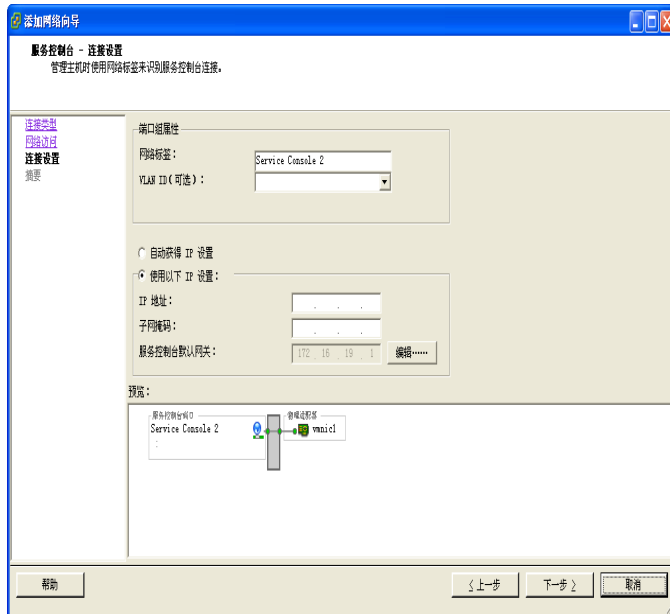 添加网络向导
服务控制台 - 连接设置
管理主机时使用网络标签来识别服务控制台连接。
连接类型
网络访问
连接设置
摘要
端口组属性
网络标签：
Service Console 2
VLAN ID(可选)：
自动获得 IP 设置
使用以下 IP 设置：
IP 地址：
. . .
子网掩码：
. . .
服务控制台默认网关：
172 . 16 . 19 . 1
编辑……
预览：
服务控制台端口
Service Console 2
:
物理适配器
vmnic1
帮助
< 上一步
下一步 >
取消